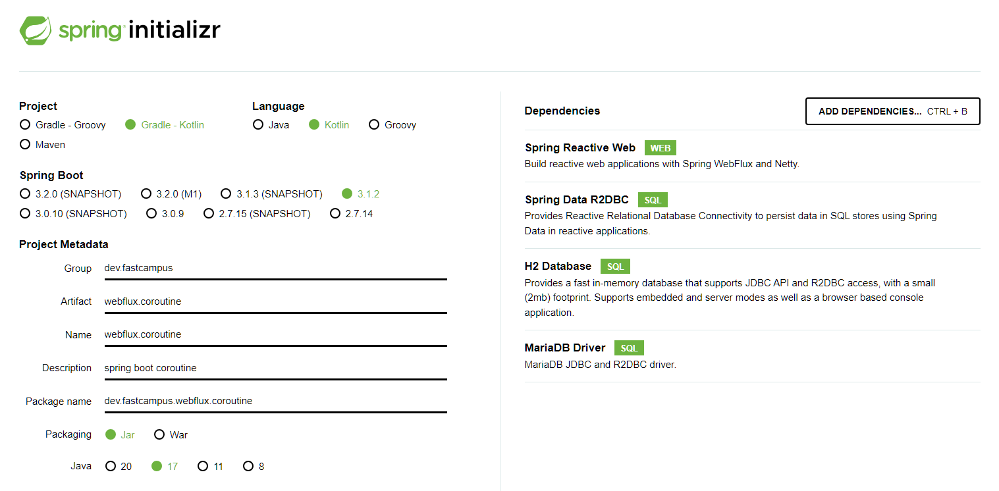 spring initializr
Project
Gradle - Groovy Gradle - Kotlin
Maven
Language
Java Kotlin Groovy
Spring Boot
3.2.0 (SNAPSHOT) 3.2.0 (M1) 3.1.3 (SNAPSHOT) 3.1.2
3.0.10 (SNAPSHOT) 3.0.9 2.7.15 (SNAPSHOT) 2.7.14
Project Metadata
Group dev.fastcampus
Artifact webflux.coroutine
Name webflux.coroutine
Description spring boot coroutine
Package name dev.fastcampus.webflux.coroutine
Packaging Jar War
Java 20 17 11 8
Dependencies ADD DEPENDENCIES... CTRL + B
Spring Reactive Web WEB
Build reactive web applications with Spring WebFlux and Netty.
Spring Data R2DBC SQL
Provides Reactive Relational Database Connectivity to persist data in SQL stores using Spring
Data in reactive applications.
H2 Database SQL
Provides a fast in-memory database that supports JDBC API and R2DBC access, with a small
(2mb) footprint. Supports embedded and server modes as well as a browser based console
application.
MariaDB Driver SQL
MariaDB JDBC and R2DBC driver.